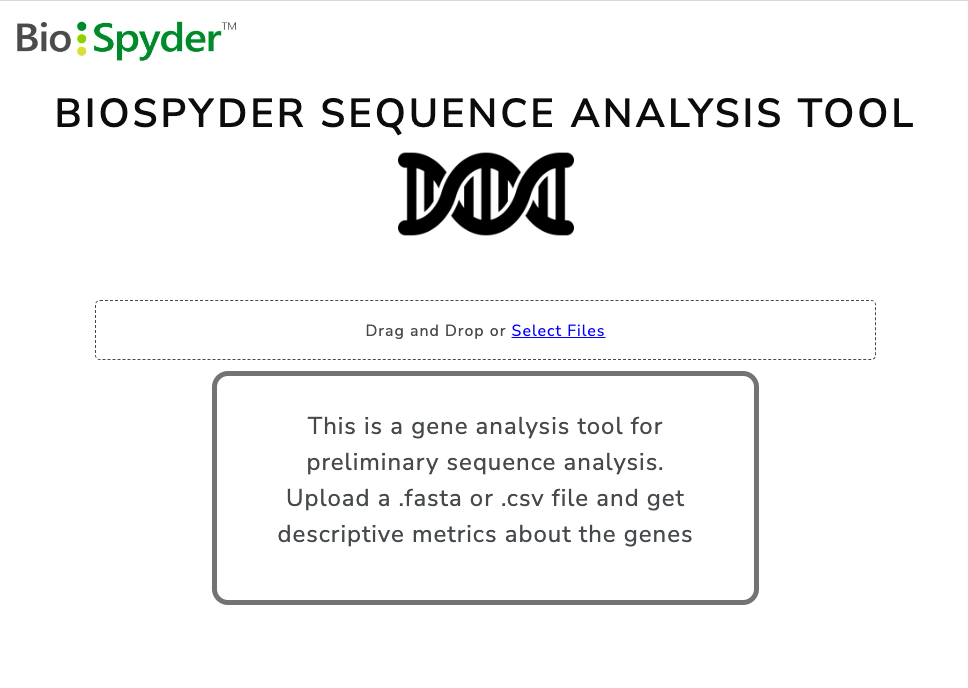 BioSpyder™
BIOSPYDER SEQUENCE ANALYSIS TOOL
Drag and Drop or Select Files
This is a gene analysis tool for
preliminary sequence analysis.
Upload a .fasta or .csv file and get
descriptive metrics about the genes